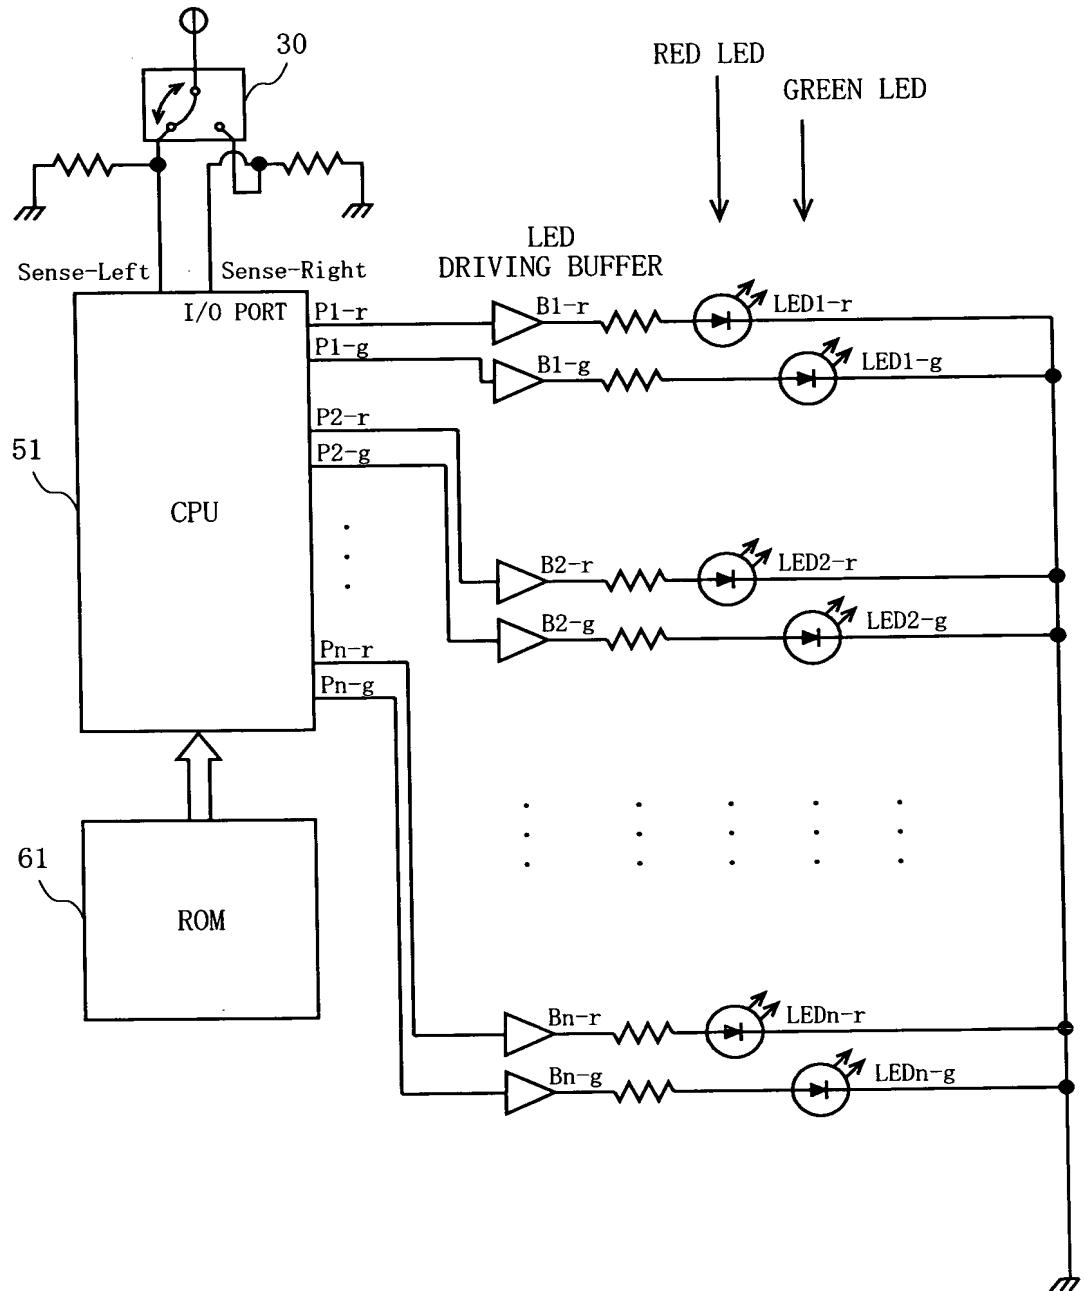 30
RED LED
GREEN LED
LED
DRIVING BUFFER
Sense-Left
Sense-Right
I/O PORT
P1-r
B1-r
LED1-r
P1-g
B1-g
LED1-g
P2-r
P2-g
51
CPU
B2-r
LED2-r
B2-g
LED2-g
Pn-r
Pn-g
61
ROM
Bn-r
LEDn-r
Bn-g
LEDn-g